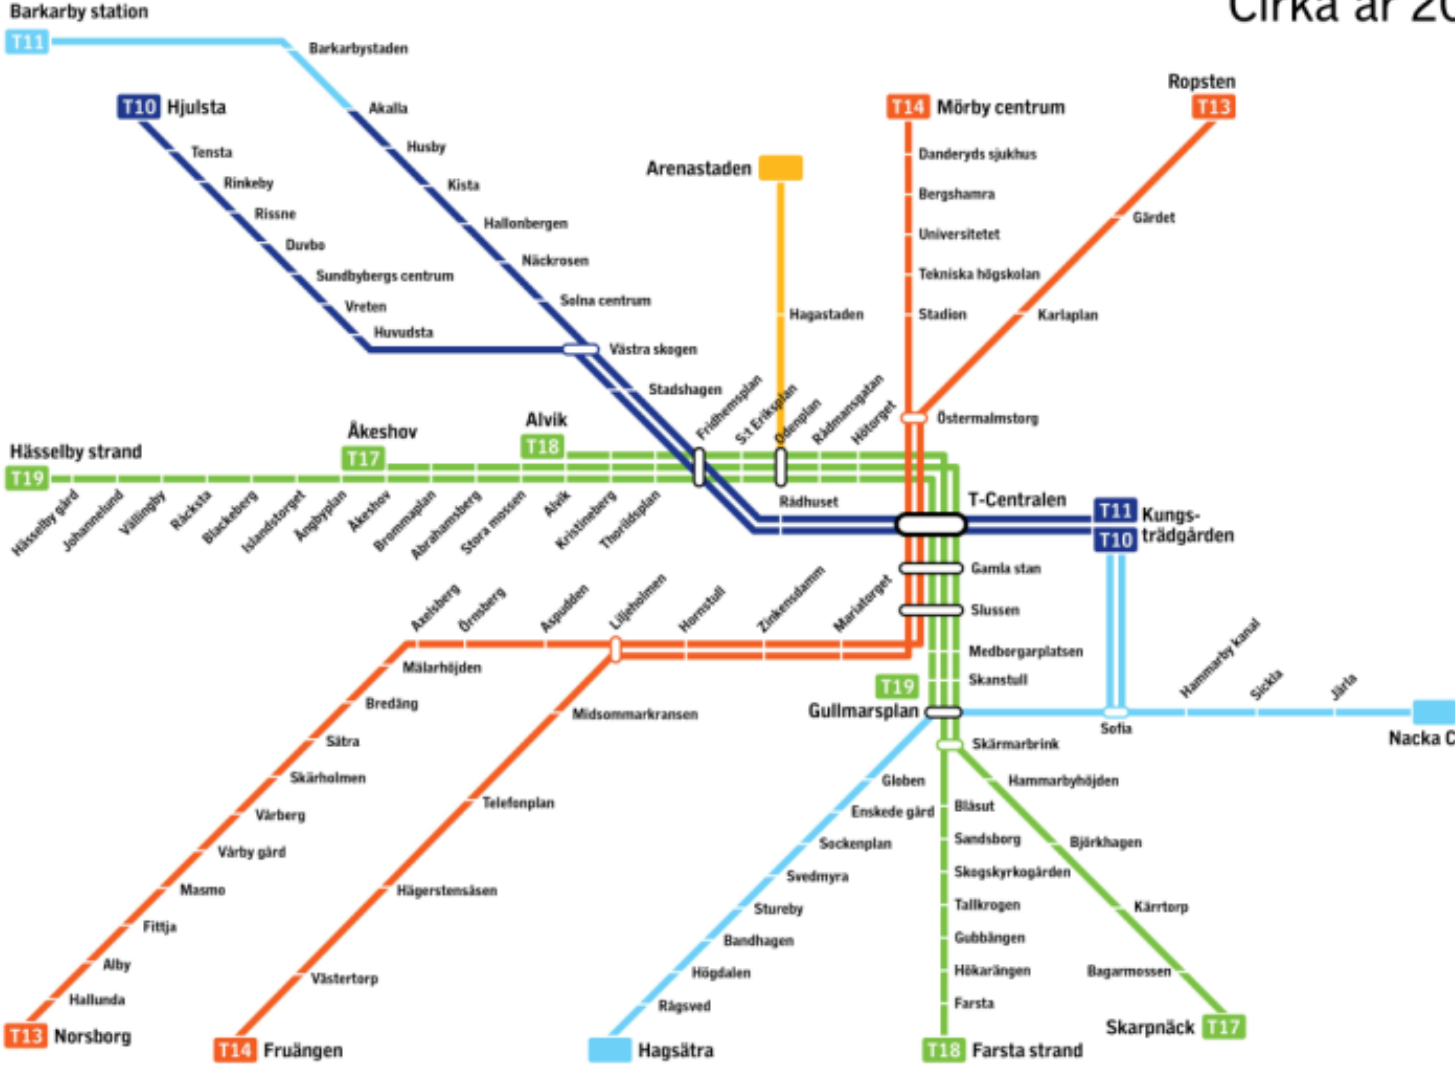 Cirka år 20
Barkarby station
T11
Barkarbystaden
T10 Hjulsta
Akalla
Husby
Kista
Hallonbergen
Näckrosen
Solna centrum
Västra skogen
Stadshagen
Tensta
Rinkeby
Rissne
Duvbo
Sundbybergs centrum
Vreten
Huvudsta
Arenastaden
Hagastaden
T14 Mörby centrum
Danderyds sjukhus
Bergshamra
Universitetet
Tekniska högskolan
Stadion
Ropsten
T13
Gärdet
Karlaplan
Östermalmstorg
Fridhemsplan
S:t Eriksplan
Odenplan
Rådmansgatan
Hötorget
Alvik
T18
Åkeshov
T17
Hässelby strand
T19
Hässelby gård
Johannelund
Vällingby
Råcksta
Blackeberg
Islandstorget
Ängbyplan
Åkeshov
Brommaplan
Abrahamsberg
Stora mossen
Alvik
Kristineberg
Thorildsplan
Rådhuset
T-Centralen
T11
T10
Kungs-
trädgården
Gamla stan
Slussen
Medborgarplatsen
Skanstull
T19
Gullmarsplan
Skärmarbrink
Axelsberg
Örnsberg
Aspudden
Liljeholmen
Hornstull
Zinkensdamm
Mariatorget
Mälarhöjden
Bredäng
Sätra
Skärholmen
Vårberg
Vårby gård
Masmo
Fittja
Alby
Hallunda
T13 Norsborg
Midsommarkransen
Telefonplan
Hägerstensåsen
Västertorp
T14 Fruängen
Hammarby kanal
Sickla
Järla
Sofia
Nacka C
Globen
Enskede gård
Sockenplan
Svedmyra
Stureby
Bandhagen
Högdalen
Rågsved
Hagsätra
Blåsut
Sandsborg
Skogskyrkogården
Tallkrogen
Gubbängen
Hökarängen
Farsta
T18 Farsta strand
Hammarbyhöjden
Björkhagen
Kärrtorp
Bagarmossen
Skarpnäck T17